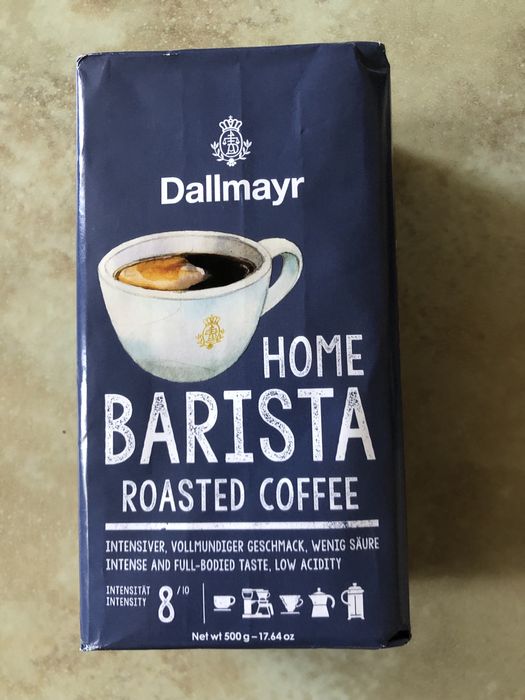 Dallmayr
HOME
BARISTA
ROASTED COFFEE
INTENSIVER, VOLLMUNDIGER GESCHMACK, WENIG SÄURE
INTENSE AND FULL-BODIED TASTE, LOW ACIDITY
INTENSITÄT
INTENSITY
8/10
Net wt 500 g – 17.64 oz